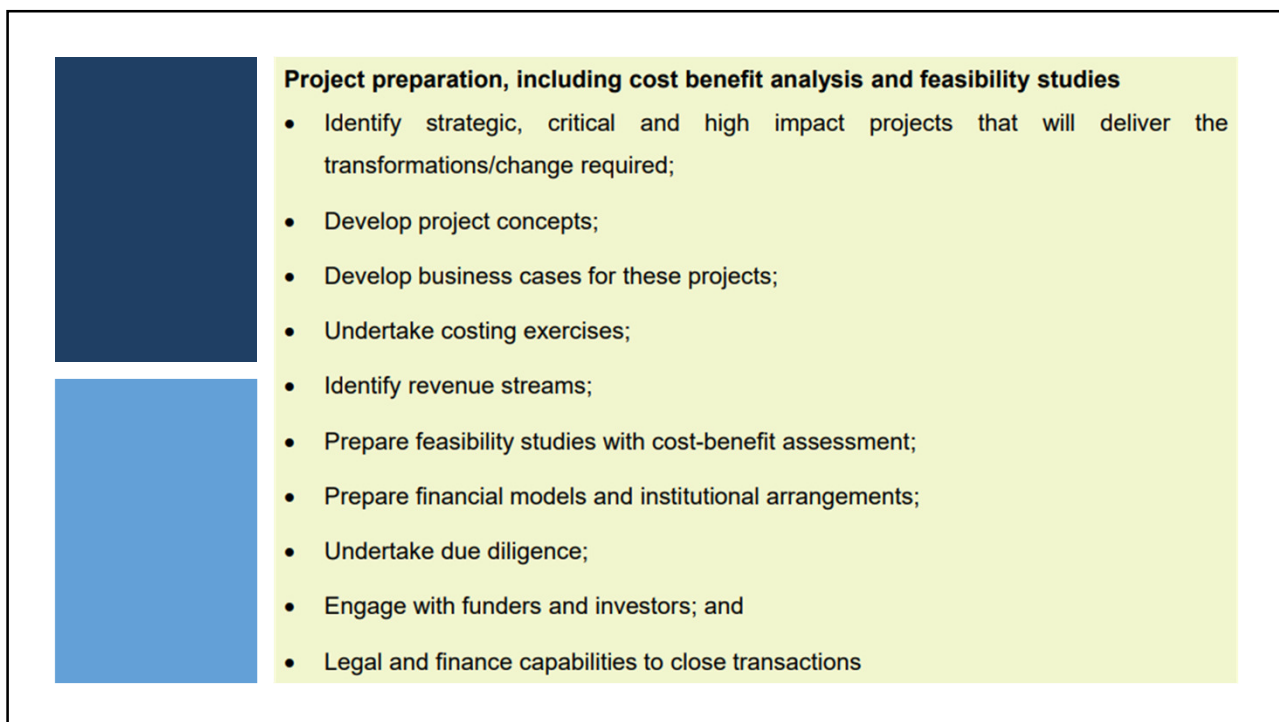 Project preparation, including cost benefit analysis and feasibility studies
• Identify strategic, critical and high impact projects that will deliver the
transformations/change required;
• Develop project concepts;
• Develop business cases for these projects;
• Undertake costing exercises;
• Identify revenue streams;
• Prepare feasibility studies with cost-benefit assessment;
• Prepare financial models and institutional arrangements;
• Undertake due diligence;
• Engage with funders and investors; and
• Legal and finance capabilities to close transactions